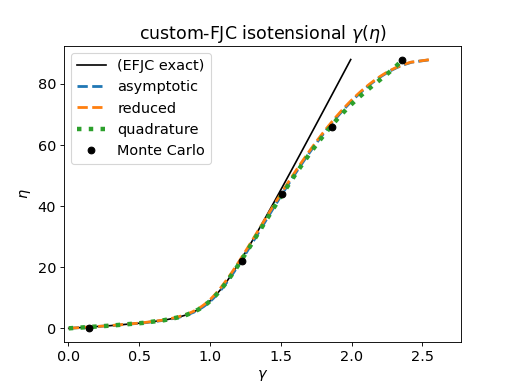 custom-FJC isotensional γ(η)
(EFJC exact)
asymptotic
reduced
quadrature
Monte Carlo
η
80
60
40
20
0
0.0 0.5 1.0 1.5 2.0 2.5
γ